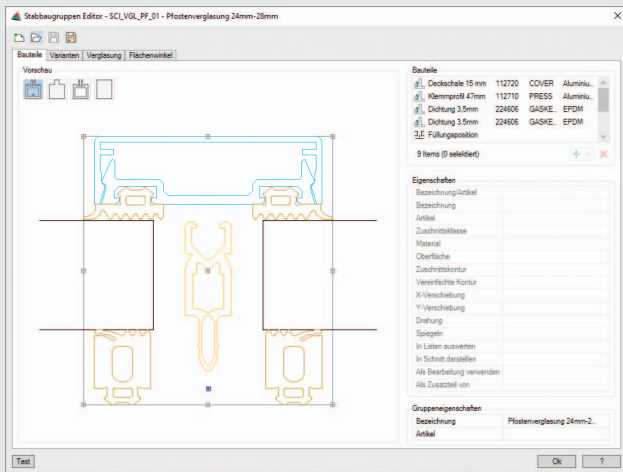 Stabbaugruppen Editor - SCI_VGL_PF_01 - Pfostenverglasung 24mm-28mm
Bauteile Varianten Verglasung Flächenwinkel
Vorschau
Bauteile
Deckschale 15 mm 112720 COVER Aluminiu..
Klemmprofil 47mm 112710 PRESS Aluminiu..
Dichtung 3,5mm 224606 GASKE.. EPDM
Dichtung 3,5mm 224606 GASKE.. EPDM
Füllungsposition
9 Items (0 selektiert)
Eigenschaften
Bezeichnung/Artikel
Bezeichnung
Artikel
Zuschnittsklasse
Material
Oberfläche
Zuschnittskontur
Vereinfachte Kontur
X-Verschiebung
Y-Verschiebung
Drehung
Spiegeln
In Listen auswerten
In Schnitt darstellen
Als Bearbeitung verwenden
Als Zusatzteil von
Gruppeneigenschaften
Bezeichnung Pfostenverglasung 24mm-2..
Artikel
Test Ok ?